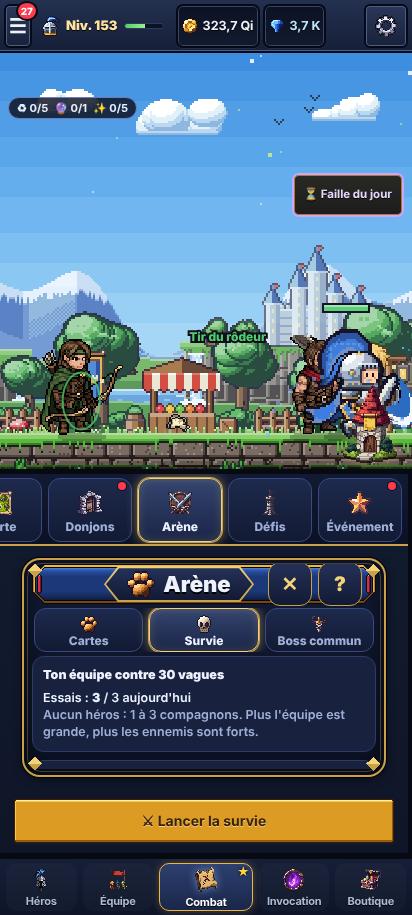 27
Niv. 153
323,7 Qi
3,7 K
0/5 0/1 0/5
Faille du jour
Tir du rôdeur
rte
Donjons
Arène
Défis
Événement
Arène
✕
?
Cartes
Survie
Boss commun
Ton équipe contre 30 vagues
Essais : 3 / 3 aujourd'hui
Aucun héros : 1 à 3 compagnons. Plus l'équipe est
grande, plus les ennemis sont forts.
⚔ Lancer la survie
Héros
Équipe
Combat
Invocation
Boutique